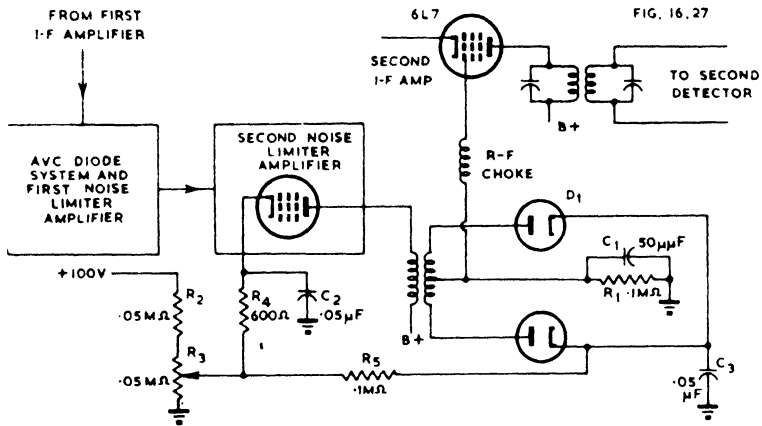 FROM FIRST
I-F AMPLIFIER
6L7
FIG. 16.27
SECOND
I-F AMP
TO SECOND
DETECTOR
B+
SECOND NOISE
LIMITER
AMPLIFIER
AVC DIODE
SYSTEM AND
FIRST NOISE
LIMITER
AMPLIFIER
R-F
CHOKE
D1
C1 50μμF
R1 .1MΩ
+100V
R2
.05MΩ
R4
600Ω
C2
.05μF
B+
R3
.05MΩ
R5
.1MΩ
C3
.05
μF